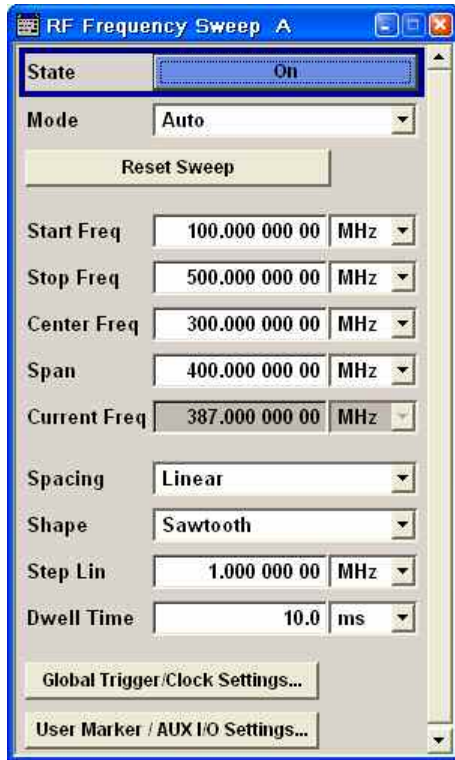 RF Frequency Sweep A
State On
Mode Auto
Reset Sweep
Start Freq 100.000 000 00 MHz
Stop Freq 500.000 000 00 MHz
Center Freq 300.000 000 00 MHz
Span 400.000 000 00 MHz
Current Freq 387.000 000 00 MHz
Spacing Linear
Shape Sawtooth
Step Lin 1.000 000 00 MHz
Dwell Time 10.0 ms
Global Trigger/Clock Settings...
User Marker / AUX I/O Settings...